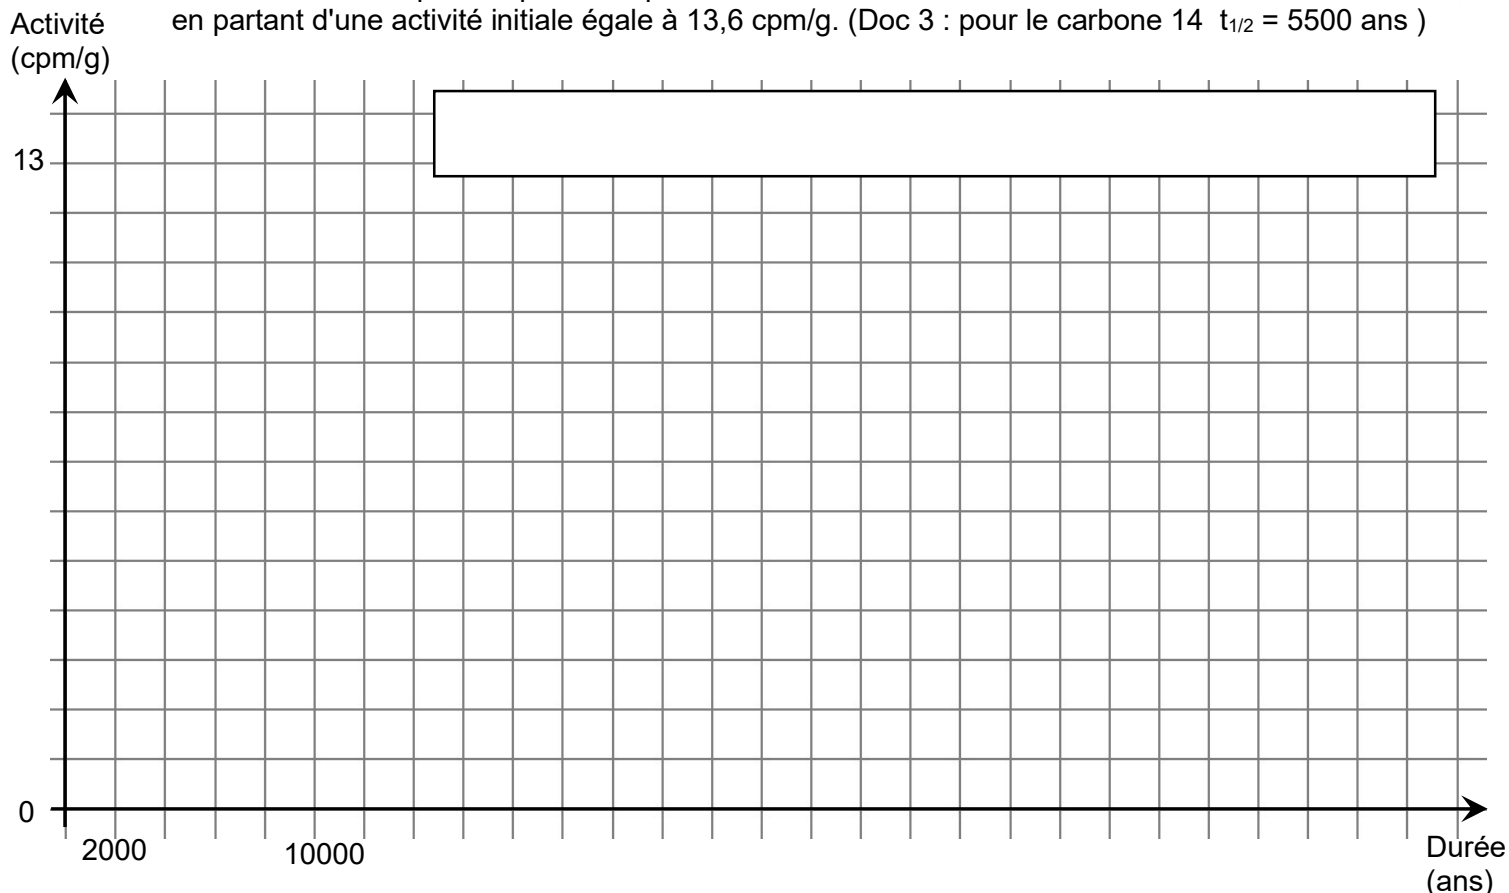 en partant d'une activité initiale égale à 13,6 cpm/g. (Doc 3 : pour le carbone 14 t1/2 = 5500 ans )
Activité
(cpm/g)
13
0
2000
10000
Durée
(ans)